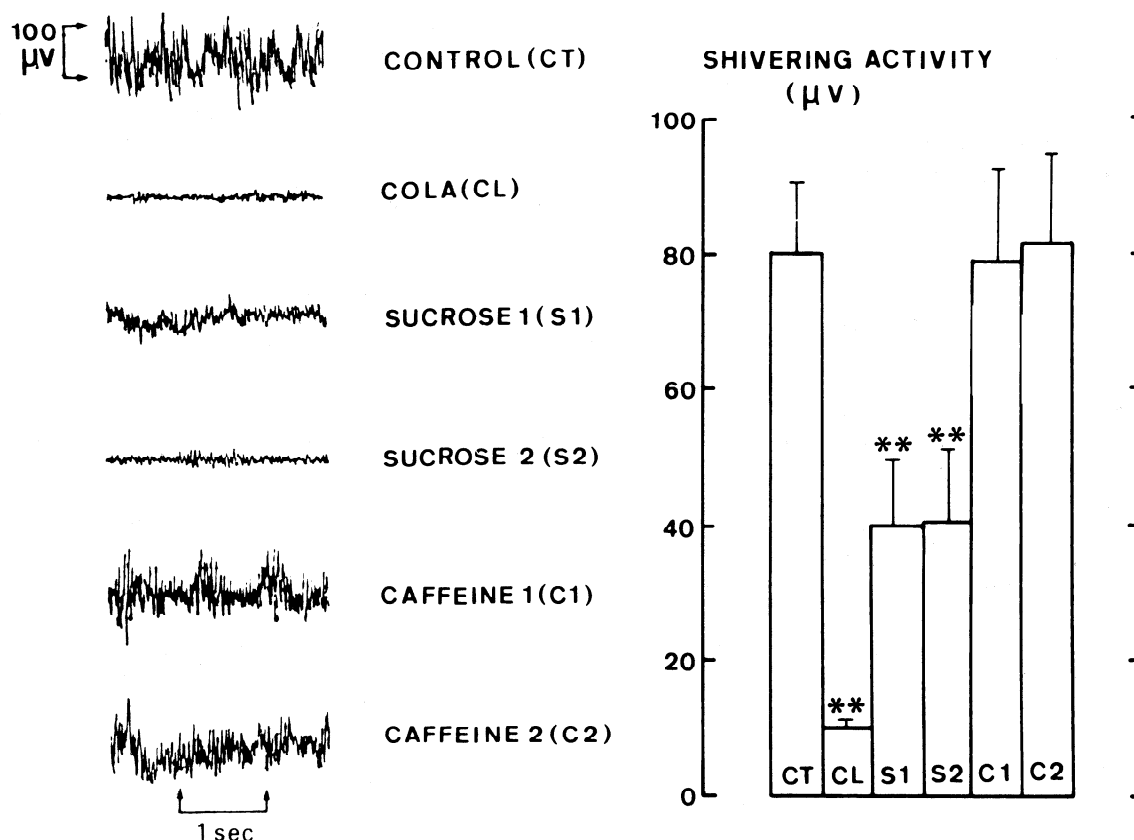 100
µV
CONTROL (CT)
COLA (CL)
SUCROSE 1 (S1)
SUCROSE 2 (S2)
CAFFEINE 1 (C1)
CAFFEINE 2 (C2)
1 sec
SHIVERING ACTIVITY
(µV)
100
80
60
40
20
0
** ** **
CT CL S1 S2 C1 C2